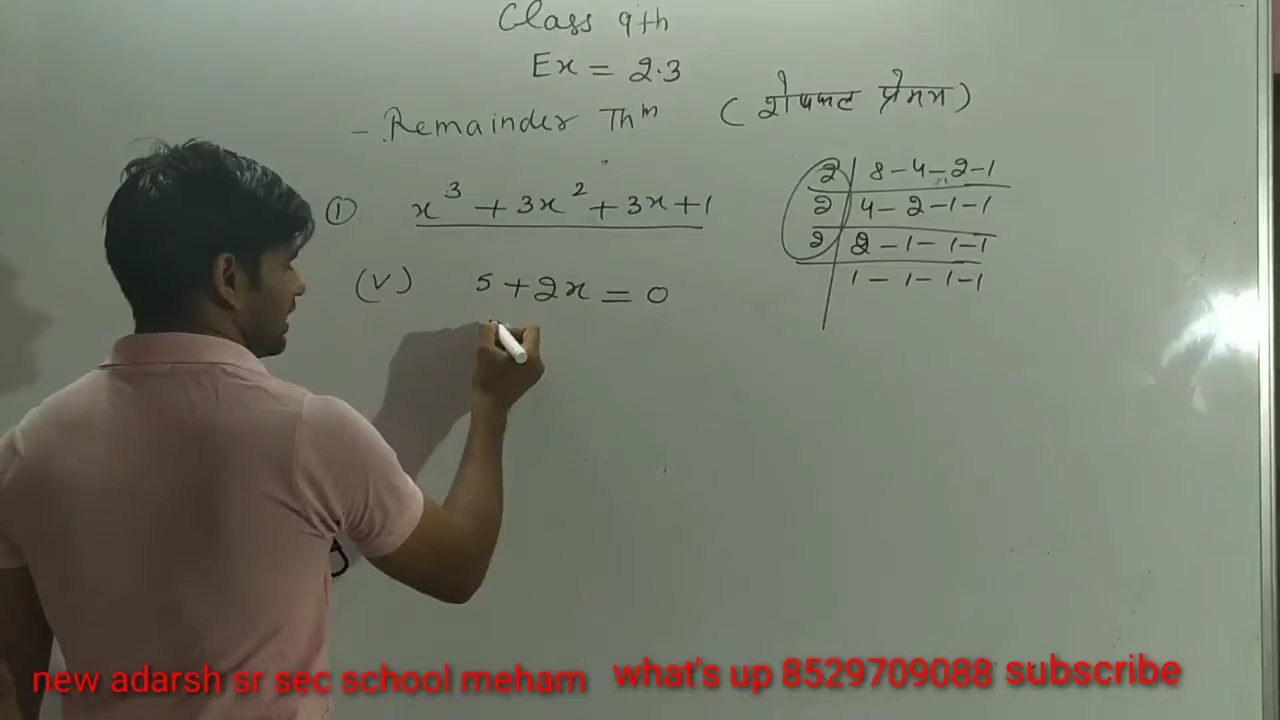 Class 9th
Ex = 2.3
- Remainder Thᵐ (शेषफल प्रेमय)
① x³ + 3x² + 3x + 1
2 | 8 - 4 - 2 - 1
2 | 4 - 2 - 1 - 1
2 | 2 - 1 - 1 - 1
1 - 1 - 1 - 1
(V) 5 + 2x = 0
new adarsh sr sec school meham what's up 8529709088 subscribe